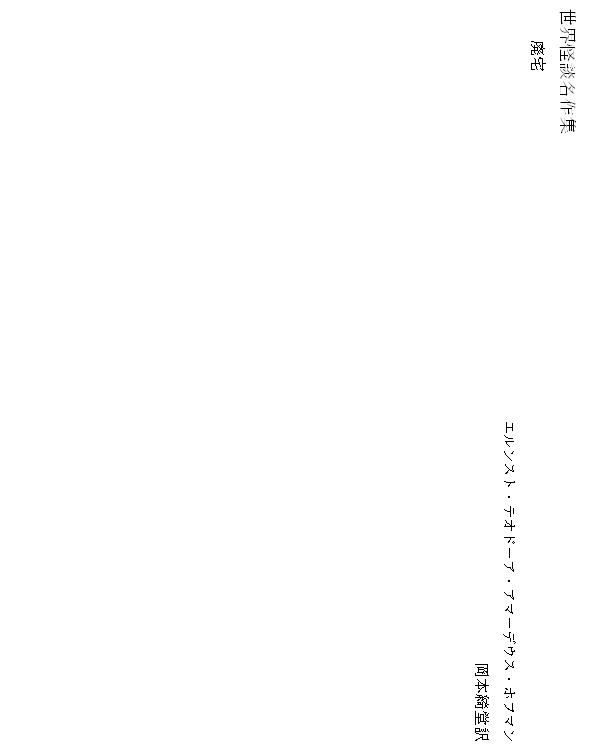 世界怪談名作集
廃宅
エルンスト・テオドーア・アマーデウス・ホフマン
岡本綺堂訳